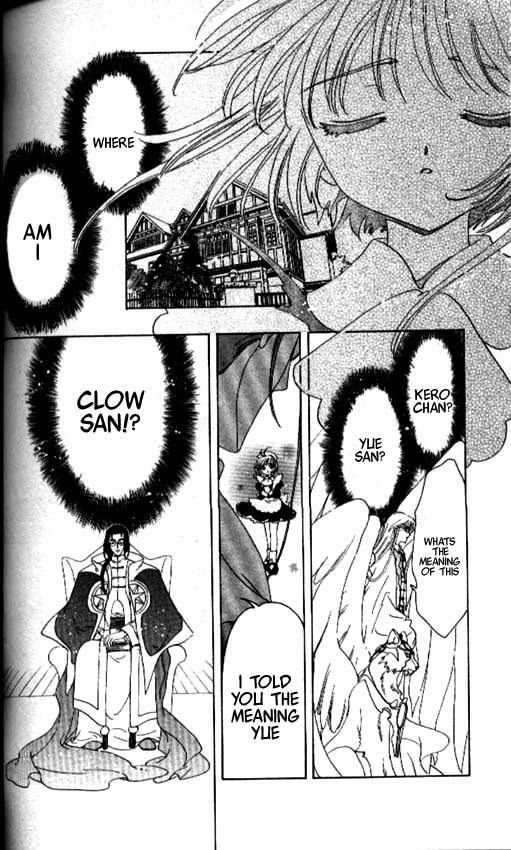 WHERE
AM
I
KERO
CHAN?
YUE
SAN?
WHATS
THE
MEANING
OF THIS
I TOLD
YOU THE
MEANING
YUE
CLOW
SAN!?